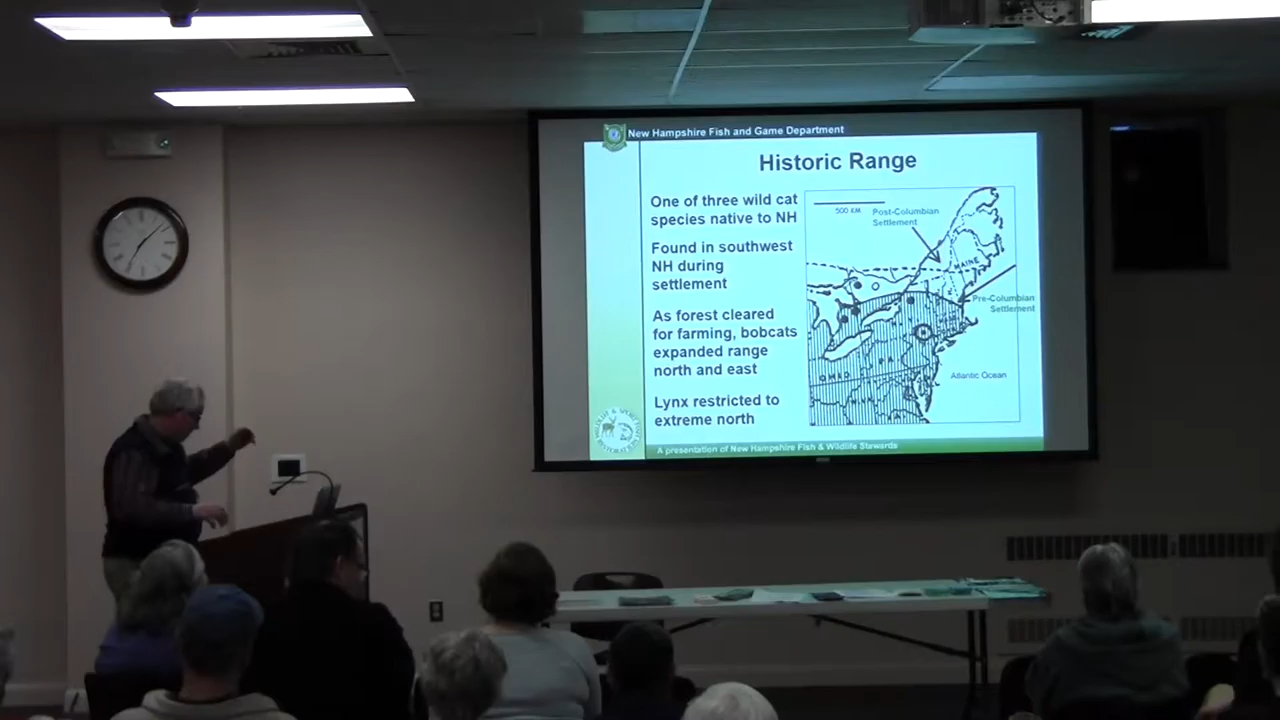 New Hampshire Fish and Game Department
Historic Range
One of three wild cat
species native to NH
Found in southwest
NH during
settlement
As forest cleared
for farming, bobcats
expanded range
north and east
Lynx restricted to
extreme north
500 KM
Post-Columbian
Settlement
MAINE
Pre-Columbian
Settlement
Atlantic Ocean
A presentation of New Hampshire Fish & Wildlife Stewards